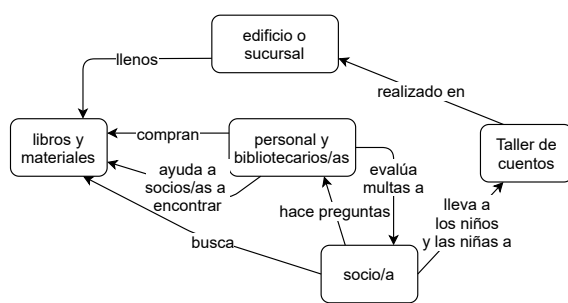 edificio o
sucursal
llenos
realizado en
libros y
materiales
compran
personal y
bibliotecarios/as
Taller de
cuentos
ayuda a
socios/as a
encontrar
evalúa
multas a
hace preguntas
lleva a
los niños
y las niñas a
busca
socio/a